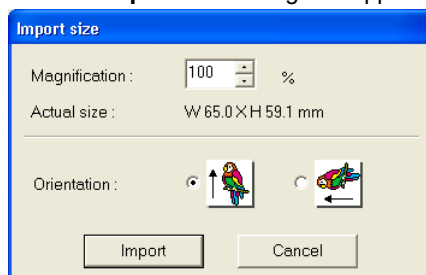 Import size
Magnification : 100 %
Actual size : W 65.0 X H 59.1 mm
Orientation :
Import Cancel